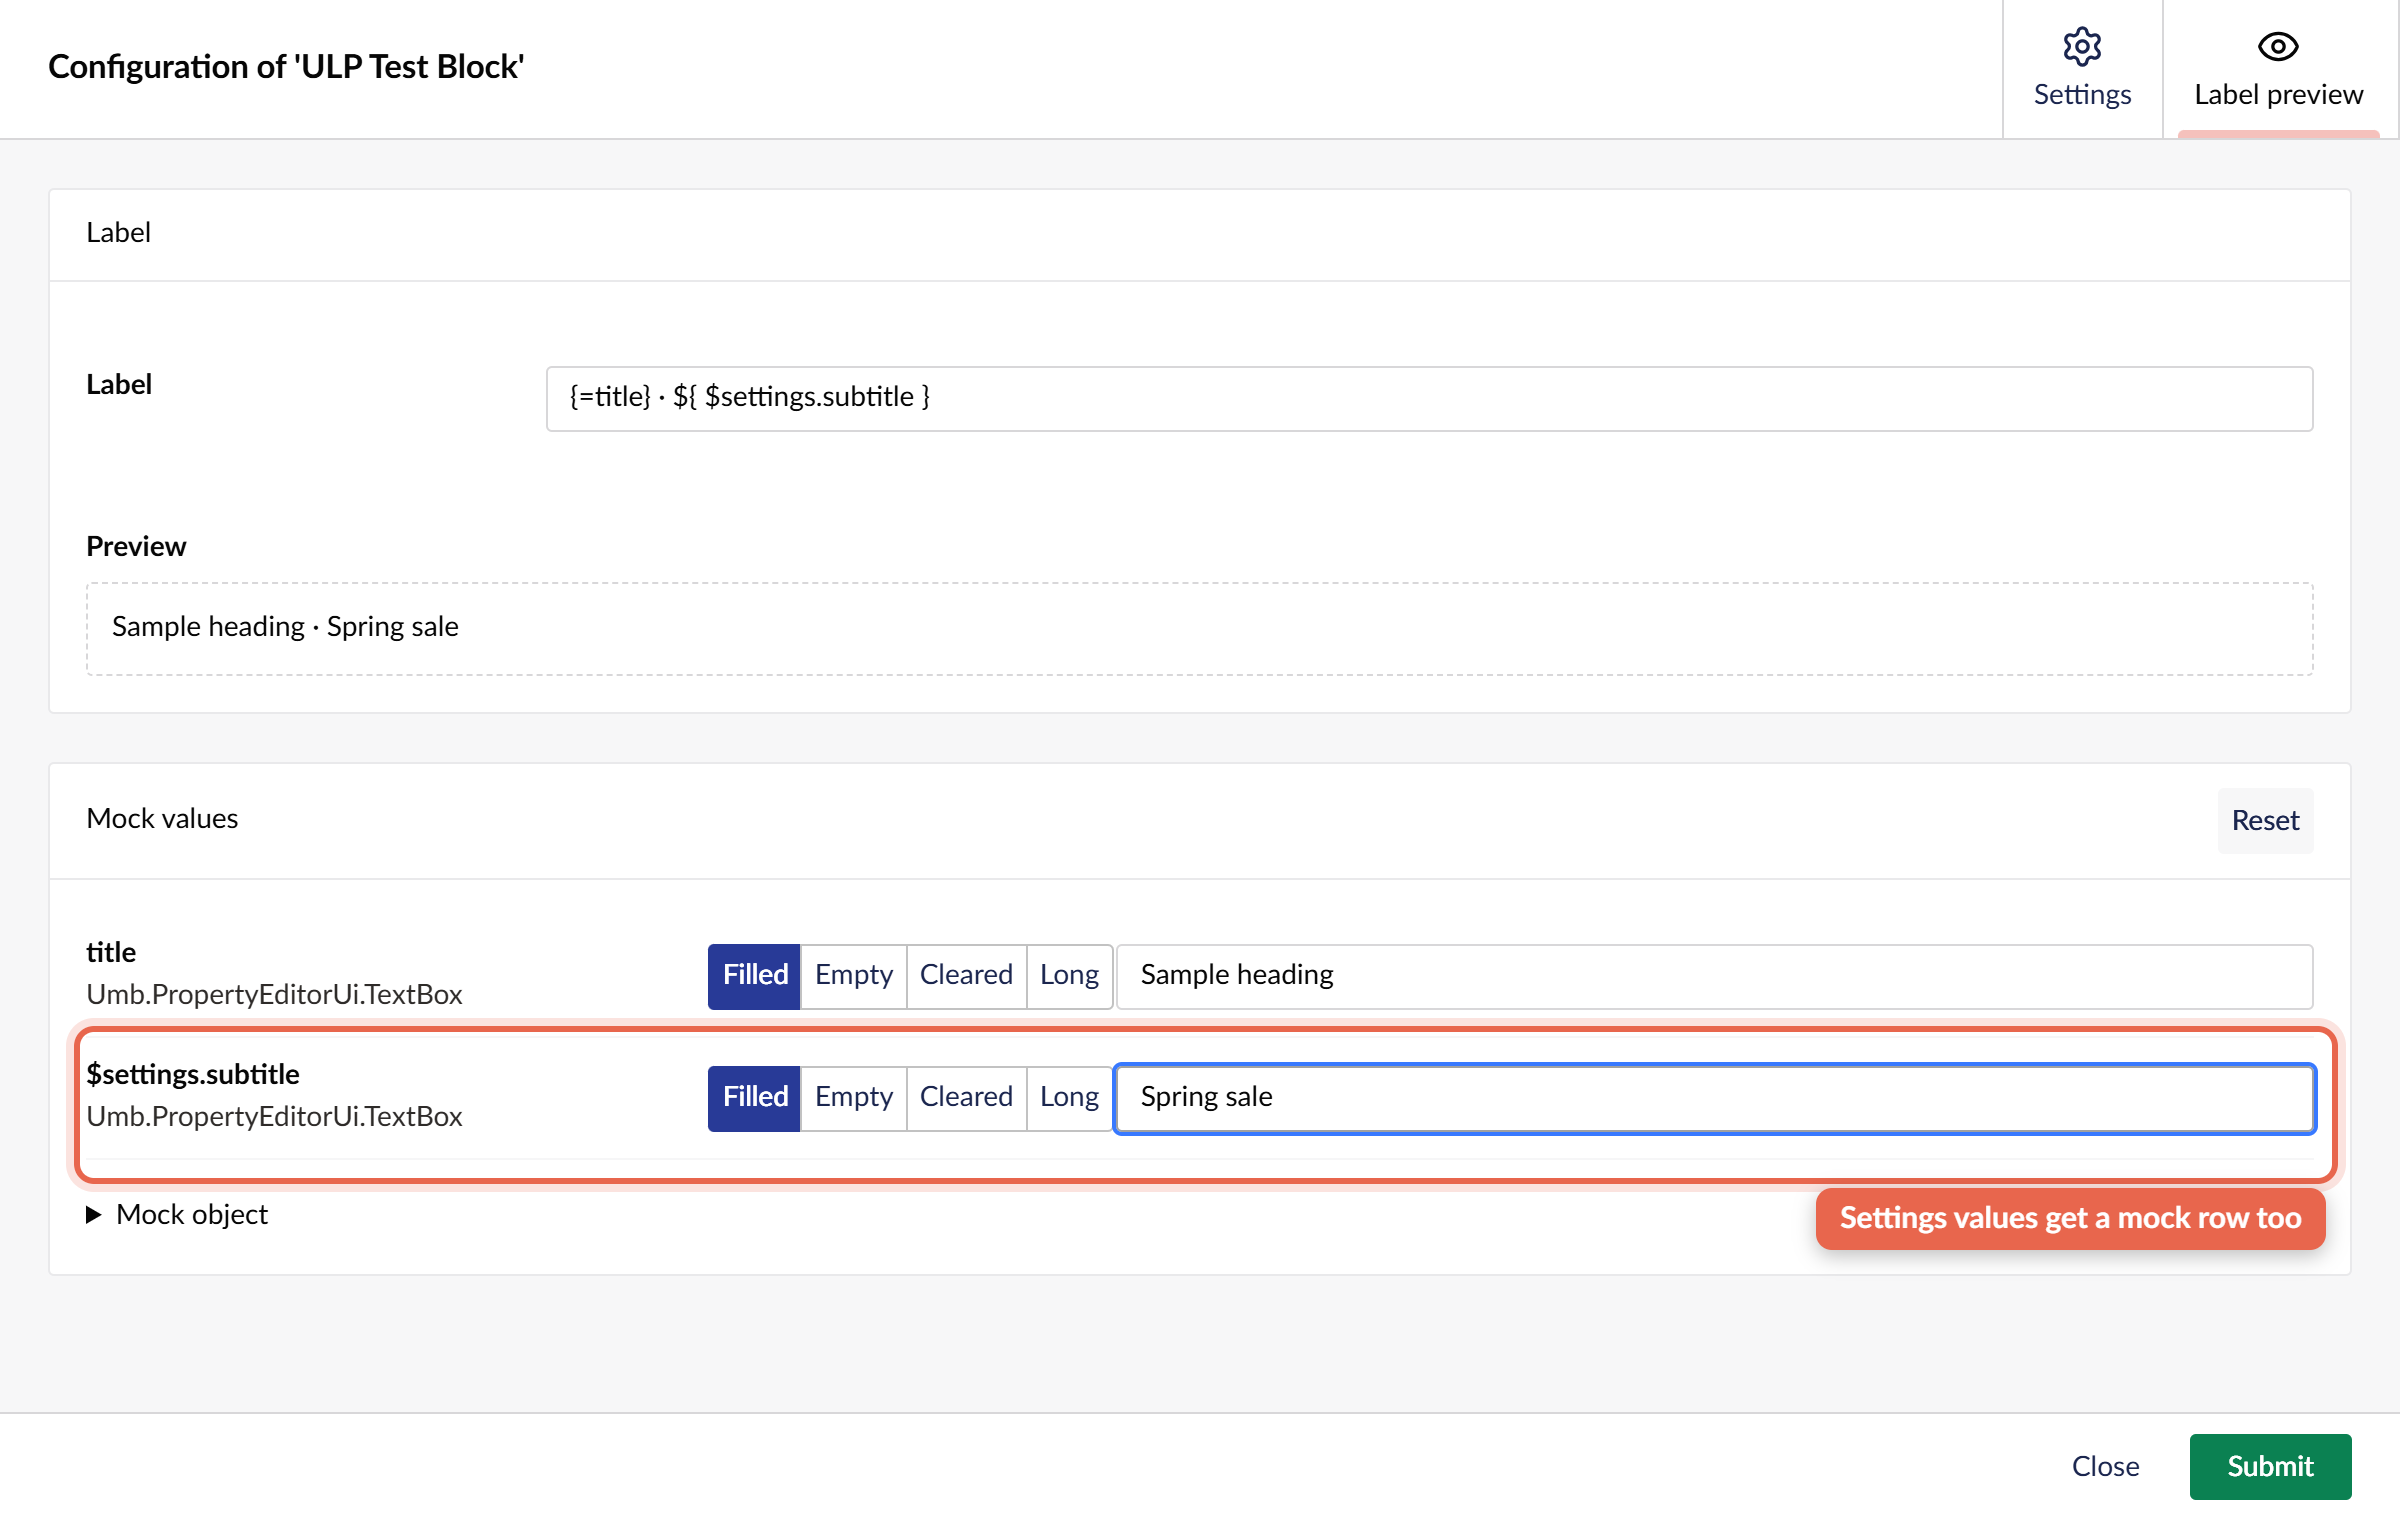 Configuration of 'ULP Test Block'
Settings
Label preview
Label
Label
{=title} · ${ $settings.subtitle }
Preview
Sample heading · Spring sale
Mock values
Reset
title
Umb.PropertyEditorUi.TextBox
Filled
Empty
Cleared
Long
Sample heading
$settings.subtitle
Umb.PropertyEditorUi.TextBox
Filled
Empty
Cleared
Long
Spring sale
Mock object
Settings values get a mock row too
Close
Submit